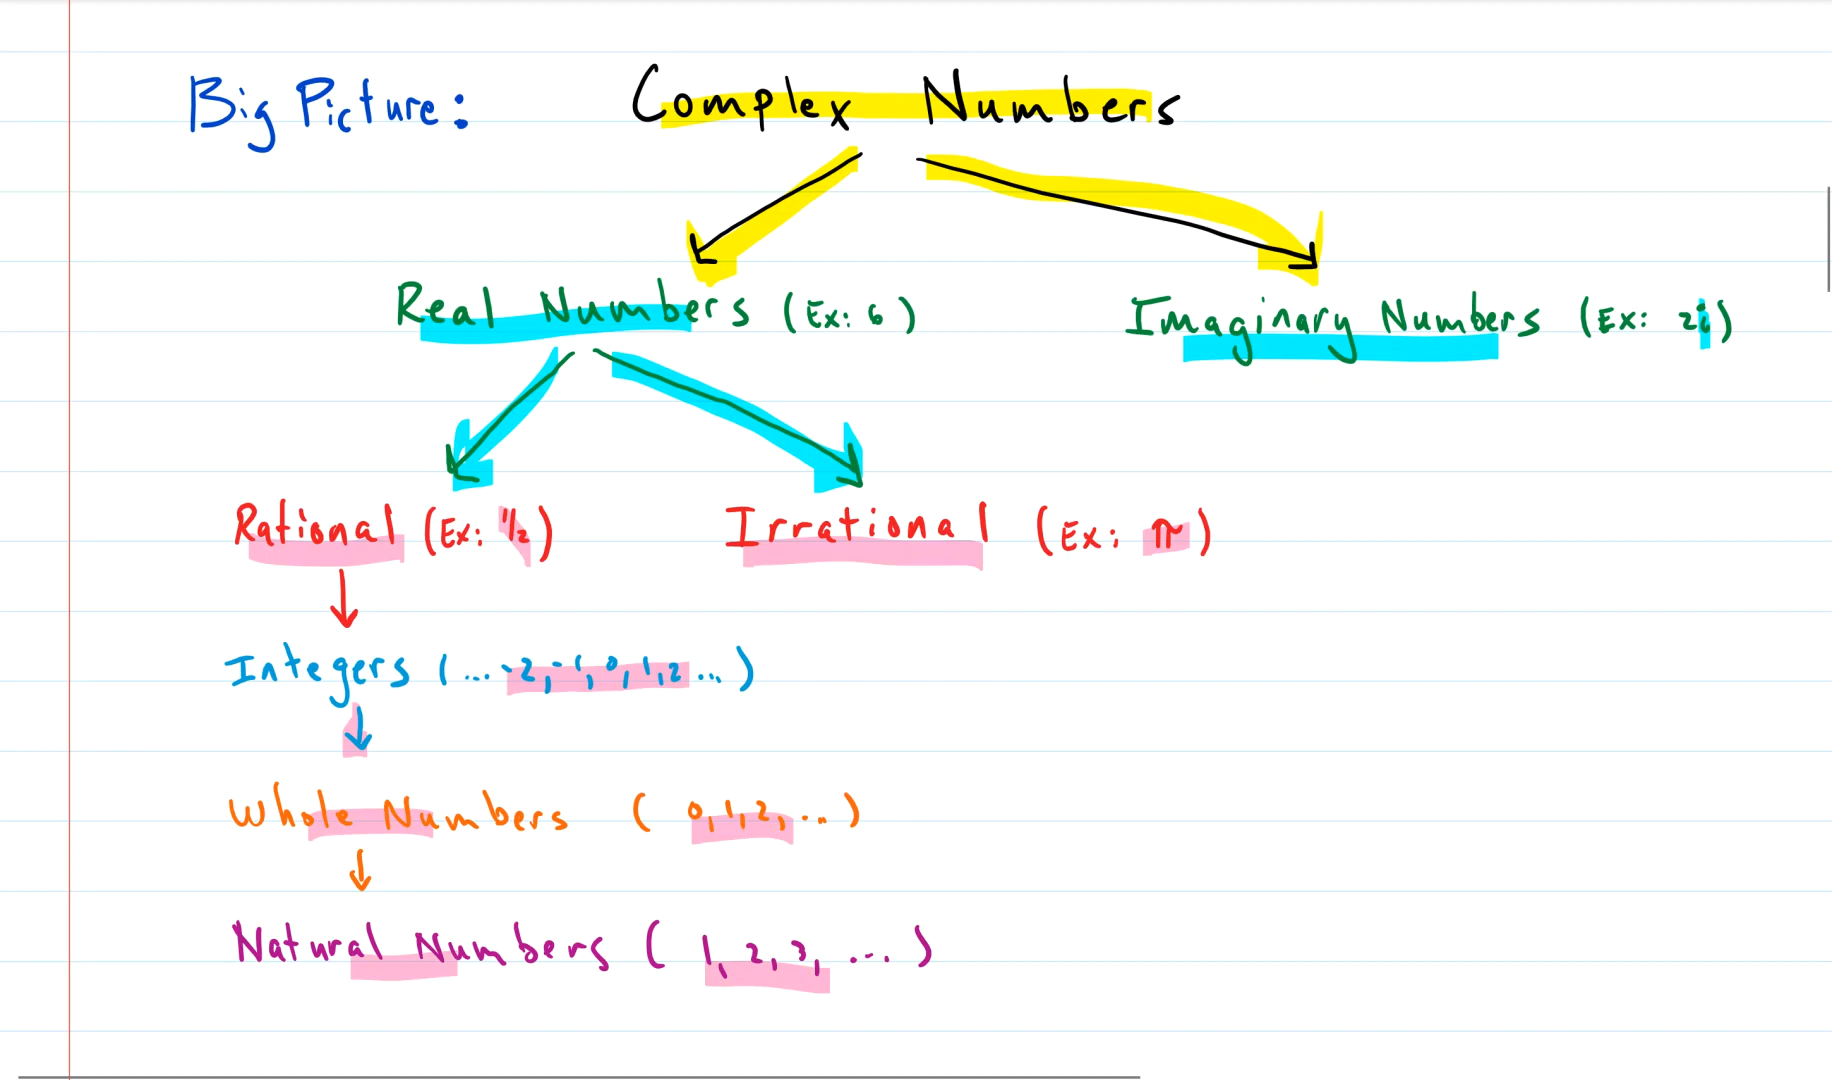 Big Picture: Complex Numbers
Real Numbers (Ex: 6) Imaginary Numbers (Ex: 2i)
Rational (Ex: 1/2) Irrational (Ex: π)
Integers (... -2, -1, 0, 1, 2 ...)
Whole Numbers (0, 1, 2, ...)
Natural Numbers (1, 2, 3, ...)